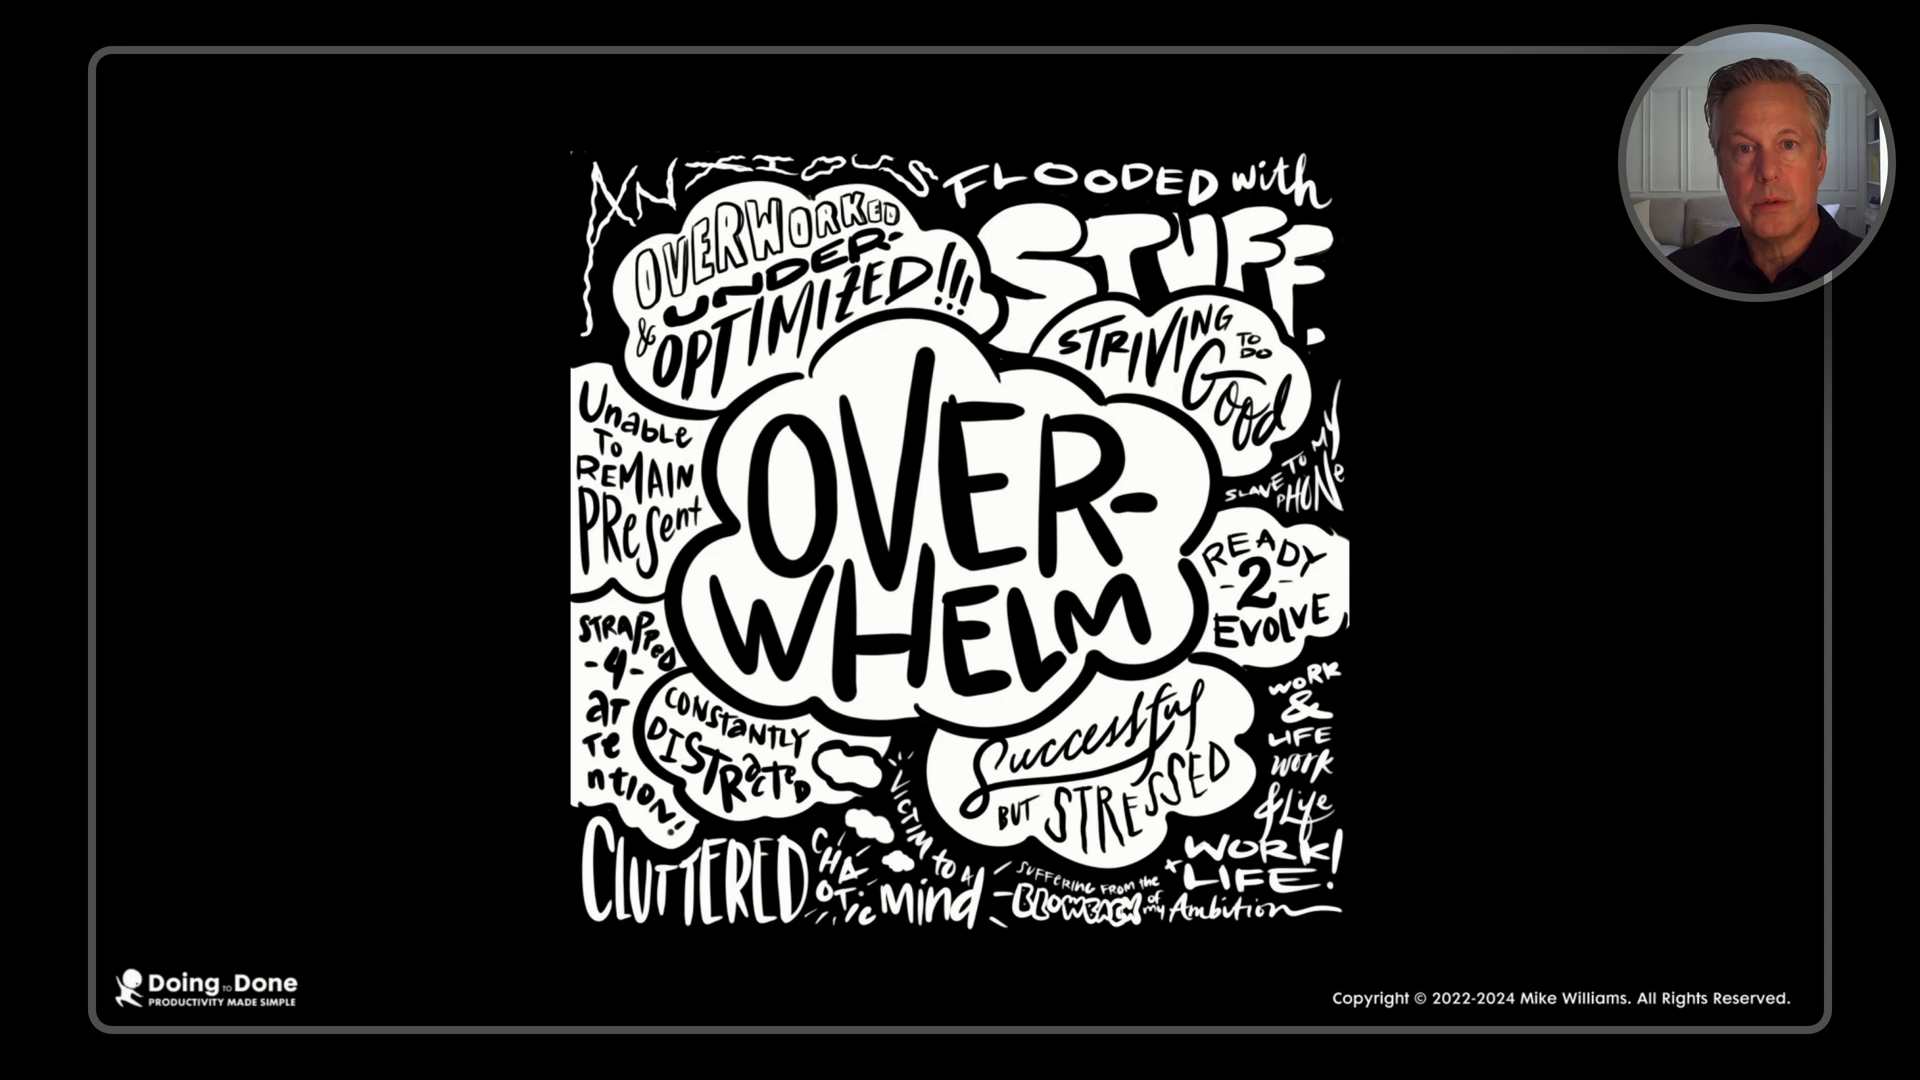 ANXIOUS
FLOODED with
STUFF.
OVERWORKED
& UNDER-
OPTIMIZED!!!
STRIVING
TO DO
Good
SLAVE TO MY
PHONe
Unable
To
REMAIN
PReSent
OVER-
WHELM
READY
-2-
EVOLVE
STRAPPeD
-4-
aT
Te
nTION!
CONSTaNTLY
DISTRacTeD
Successful
BUT STRESSED
WORK
&
LIFE
work
& Life
WORK
+ LIFE!
CLUTTERED
VICTIM to A
CHA
OTic
Mind
SUFFERING FROM the
BLOWBACK of my Ambition
Doing TO Done
PRODUCTIVITY MADE SIMPLE
Copyright © 2022-2024 Mike Williams. All Rights Reserved.